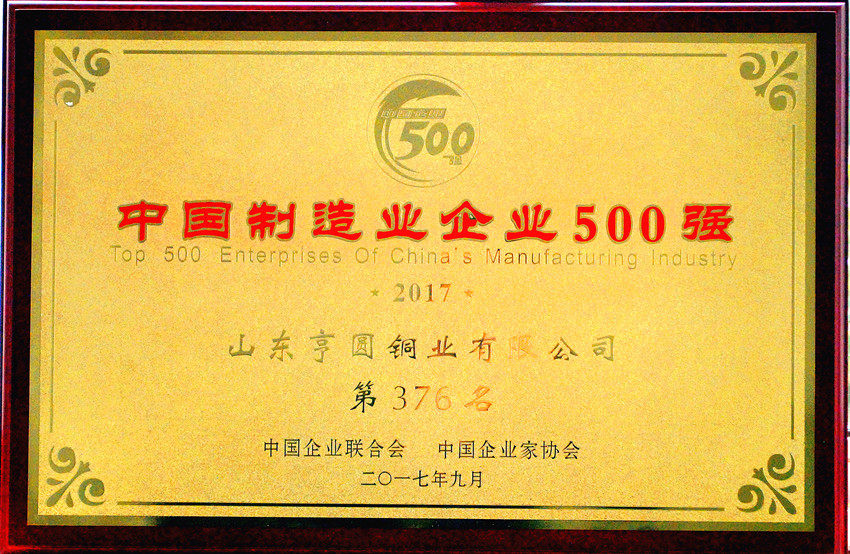 500
中国制造业企业500强
Top 500 Enterprises Of China's Manufacturing Industry
2017
山东亨圆铜业有限公司
第376名
中国企业联合会 中国企业家协会
二〇一七年九月